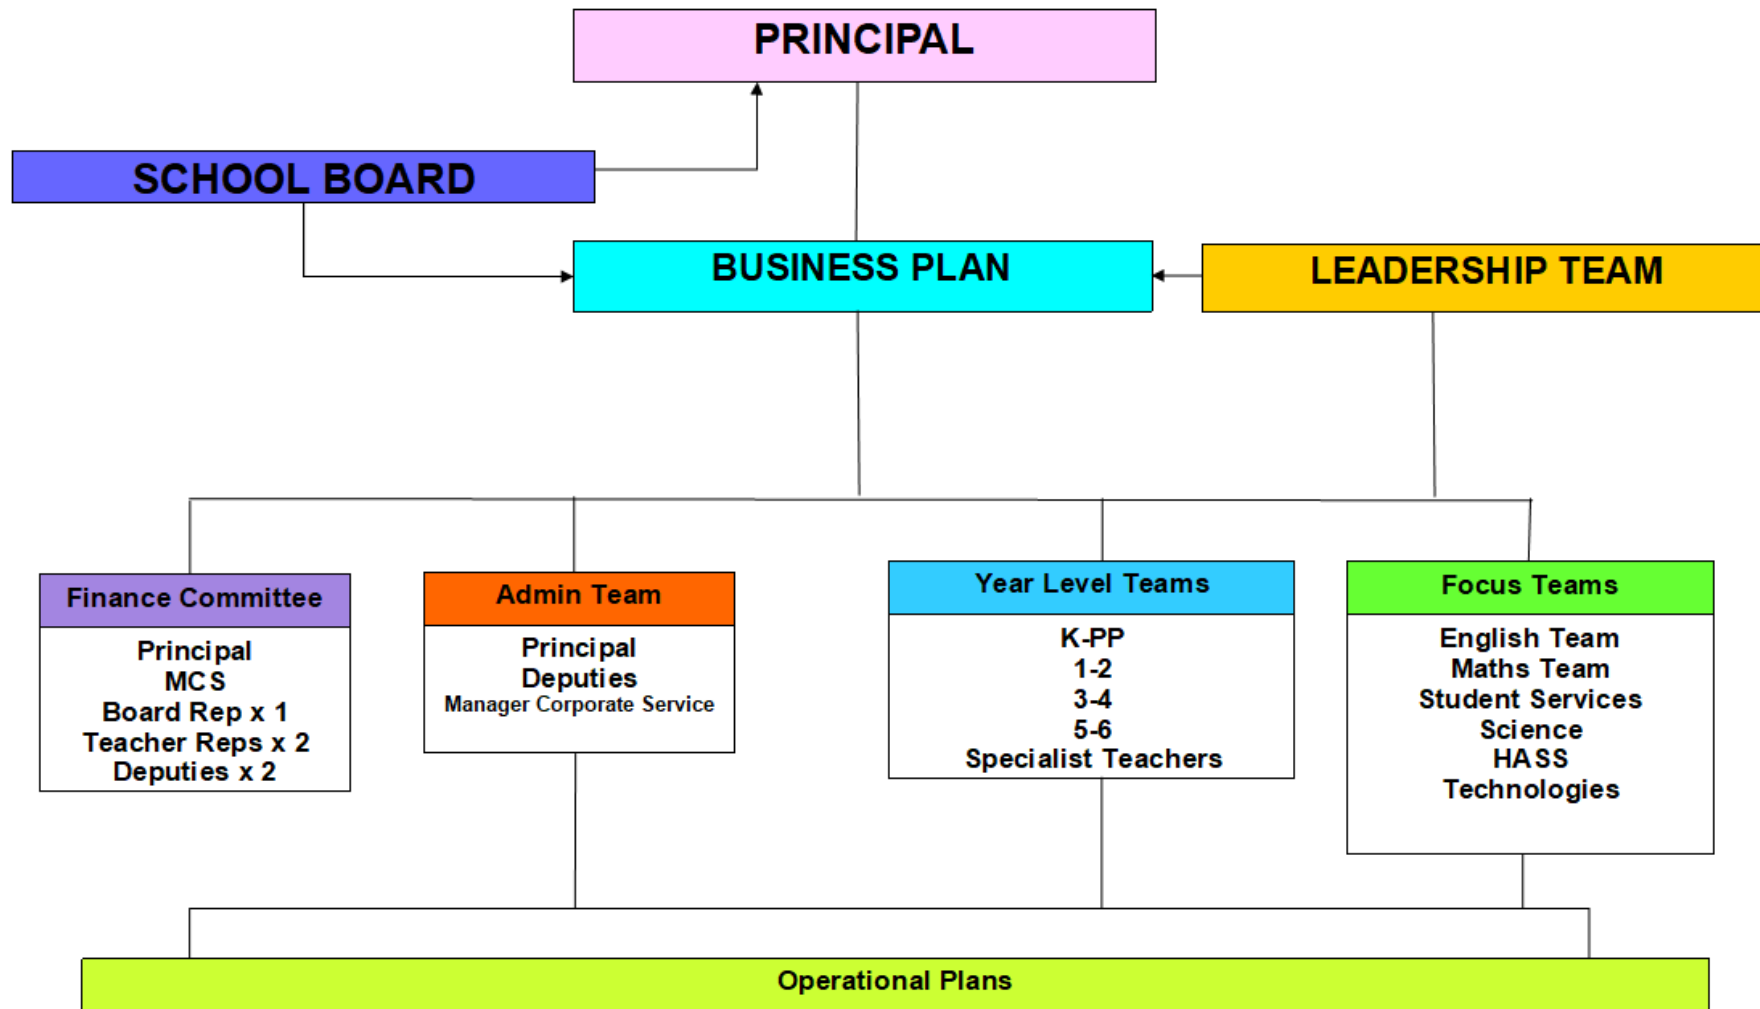 PRINCIPAL
SCHOOL BOARD
BUSINESS PLAN
LEADERSHIP TEAM
Finance Committee
Principal
MCS
Board Rep x 1
Teacher Reps x 2
Deputies x 2
Admin Team
Principal
Deputies
Manager Corporate Service
Year Level Teams
K-PP
1-2
3-4
5-6
Specialist Teachers
Focus Teams
English Team
Maths Team
Student Services
Science
HASS
Technologies
Operational Plans